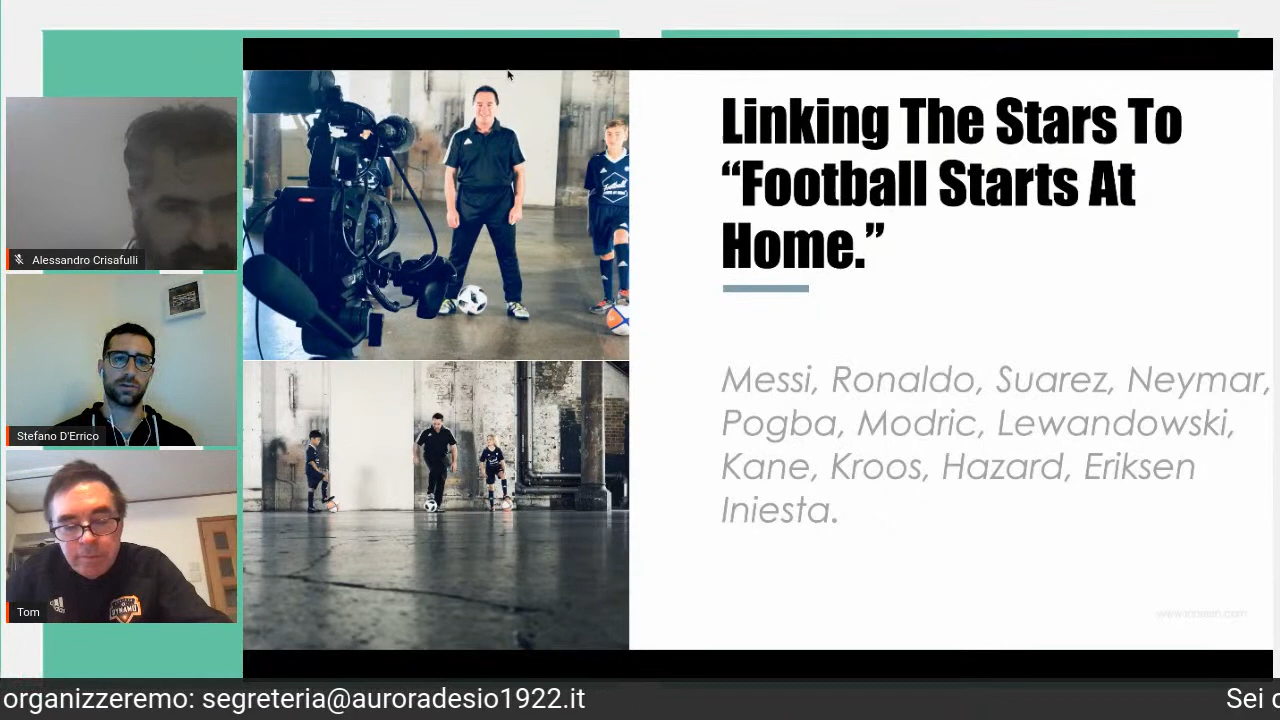 Linking The Stars To
“Football Starts At
Home.”
Messi, Ronaldo, Suarez, Neymar,
Pogba, Modric, Lewandowski,
Kane, Kroos, Hazard, Eriksen
Iniesta.
Alessandro Crisafulli
Stefano D'Errico
Tom
DYNAMO
organizzeremo: segreteria@auroradesio1922.it
Sei